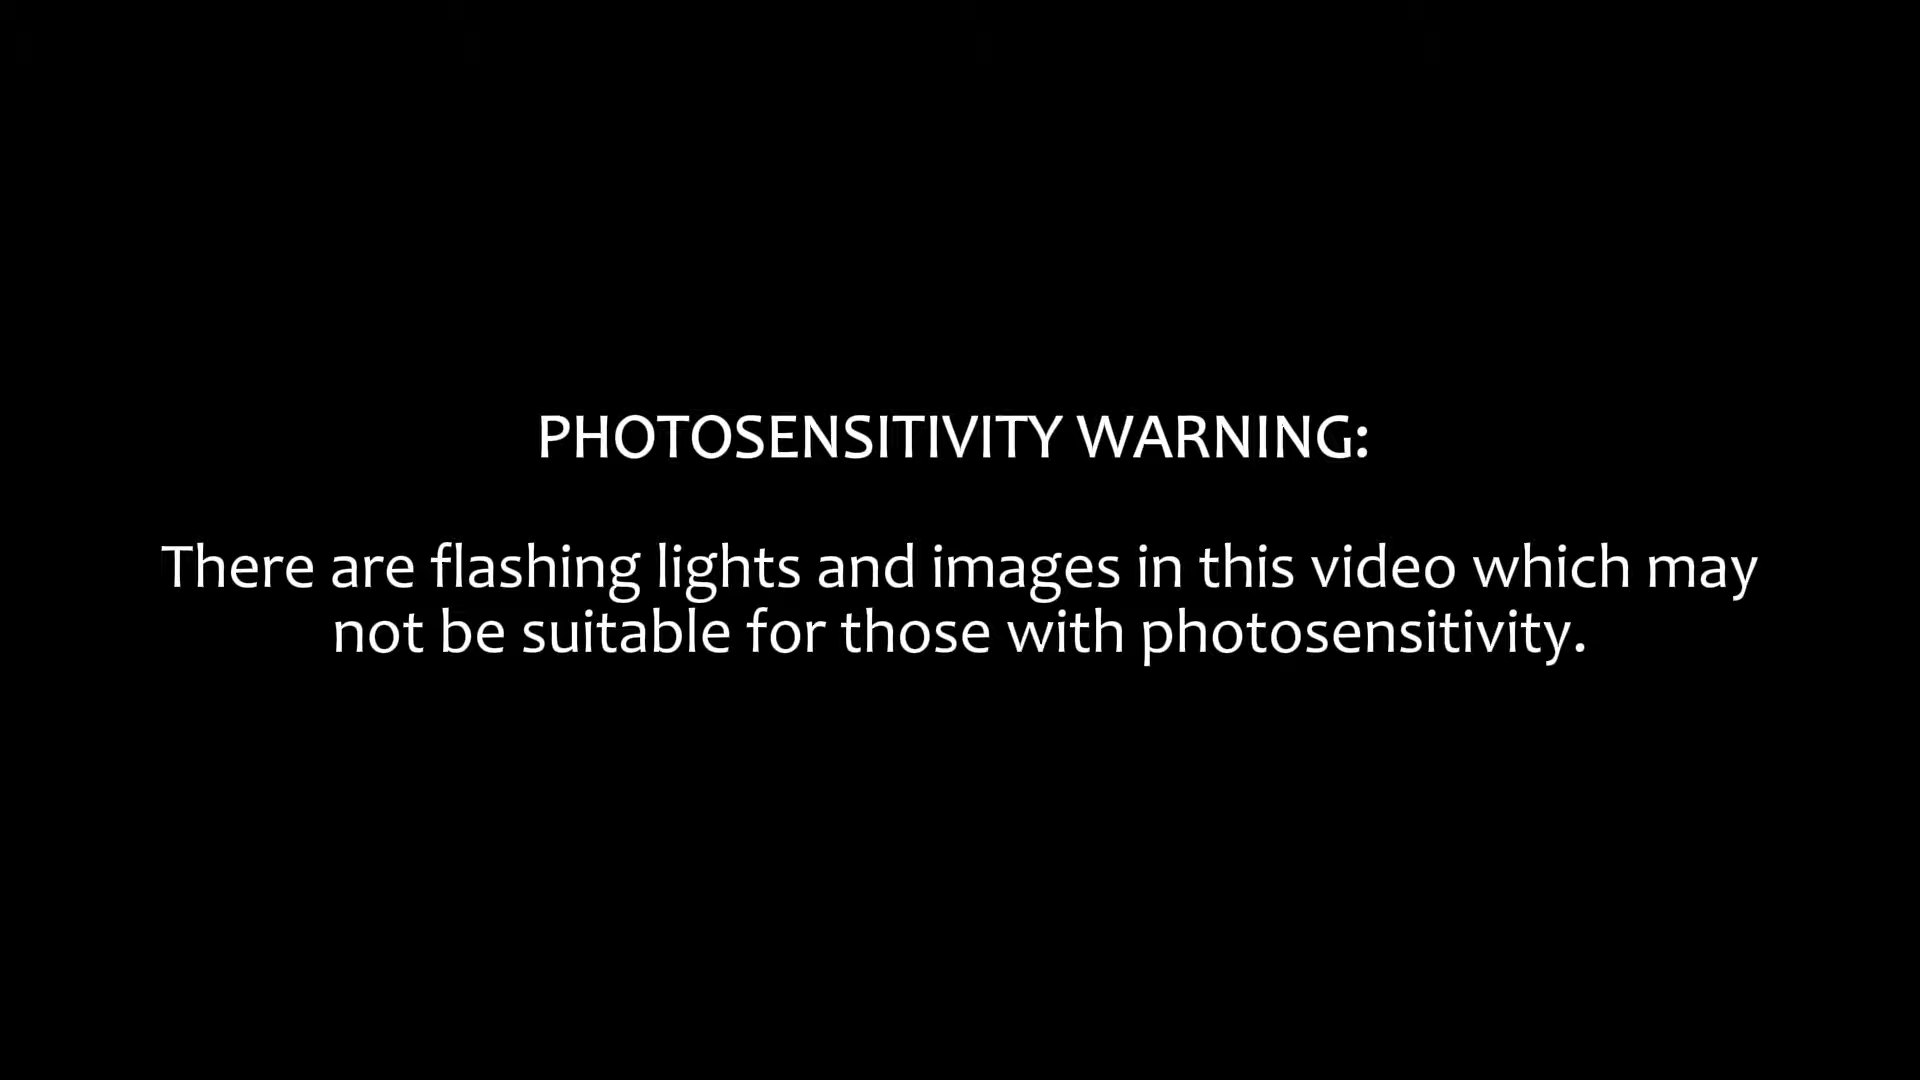 PHOTOSENSITIVITY WARNING:
There are flashing lights and images in this video which may
not be suitable for those with photosensitivity.